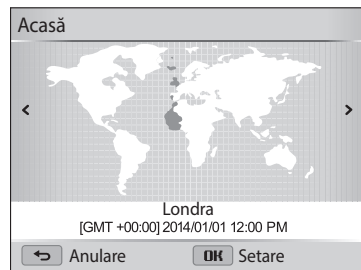 Acasă
Londra
[GMT +00:00] 2014/01/01 12:00 PM
Anulare OK Setare